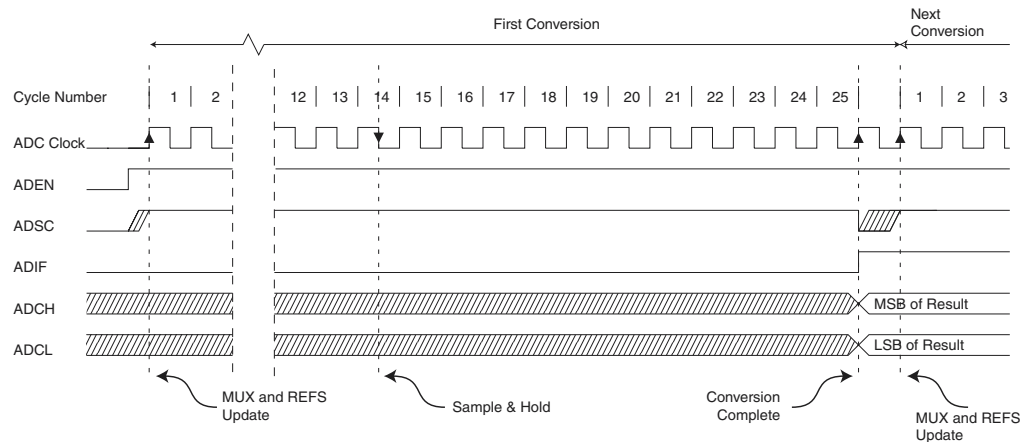 First Conversion
Next
Conversion
Cycle Number 1 2 12 13 14 15 16 17 18 19 20 21 22 23 24 25 1 2 3
ADC Clock
ADEN
ADSC
ADIF
ADCH MSB of Result
ADCL LSB of Result
MUX and REFS
Update
Sample & Hold
Conversion
Complete
MUX and REFS
Update